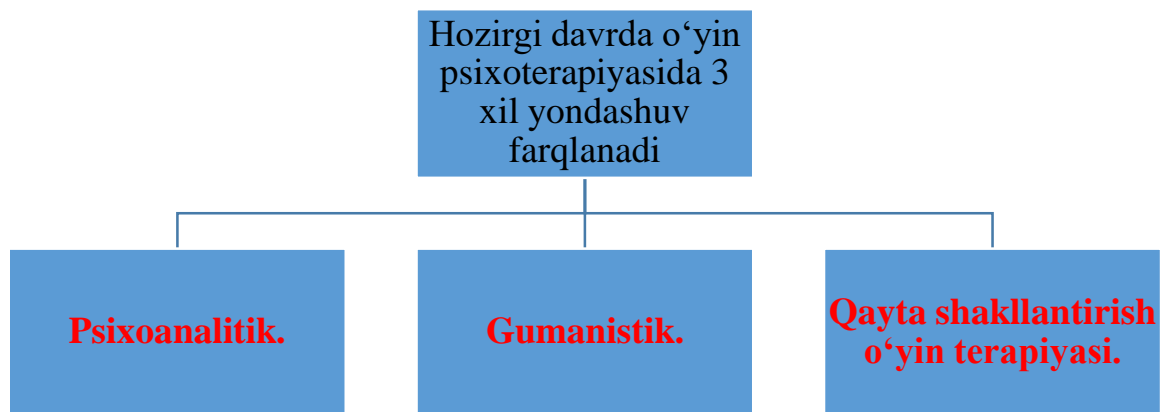 Hozirgi davrda o‘yin
psixoterapiyasida 3
xil yondashuv
farqlanadi
Psixoanalitik.
Gumanistik.
Qayta shakllantirish
o‘yin terapiyasi.